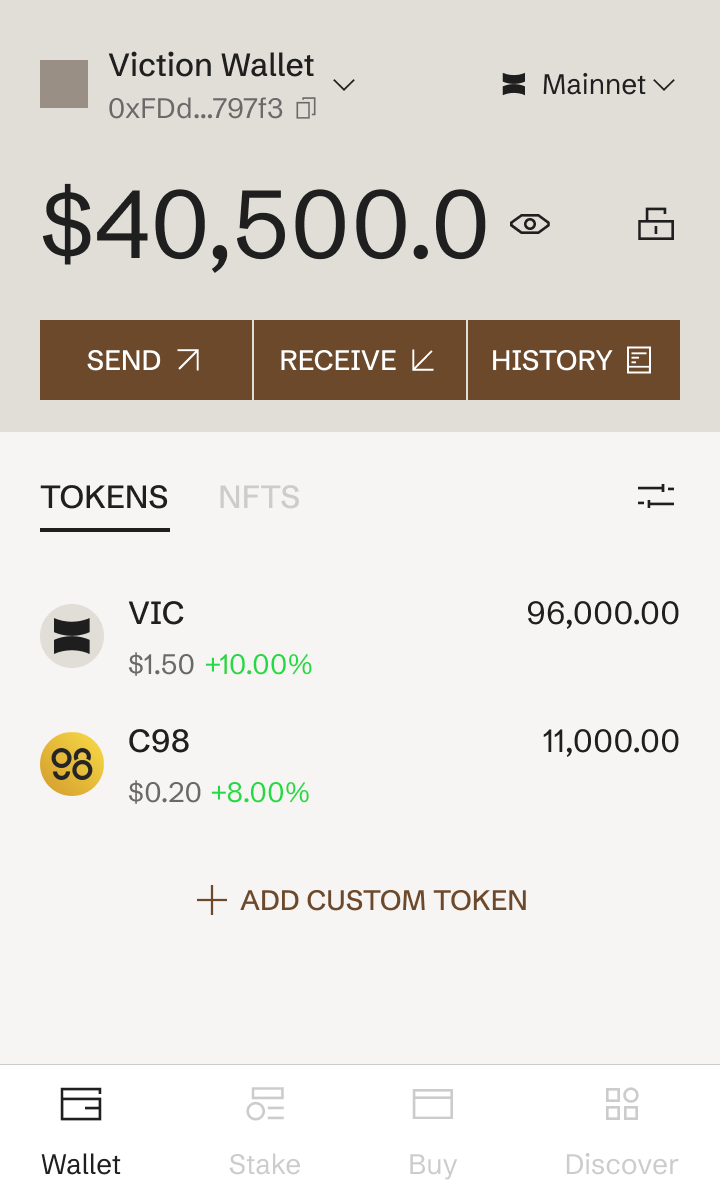 Viction Wallet
0xFDd...797f3
Mainnet
$40,500.0
SEND
RECEIVE
HISTORY
TOKENS
NFTS
VIC
96,000.00
$1.50 +10.00%
98
C98
11,000.00
$0.20 +8.00%
ADD CUSTOM TOKEN
Wallet
Stake
Buy
Discover